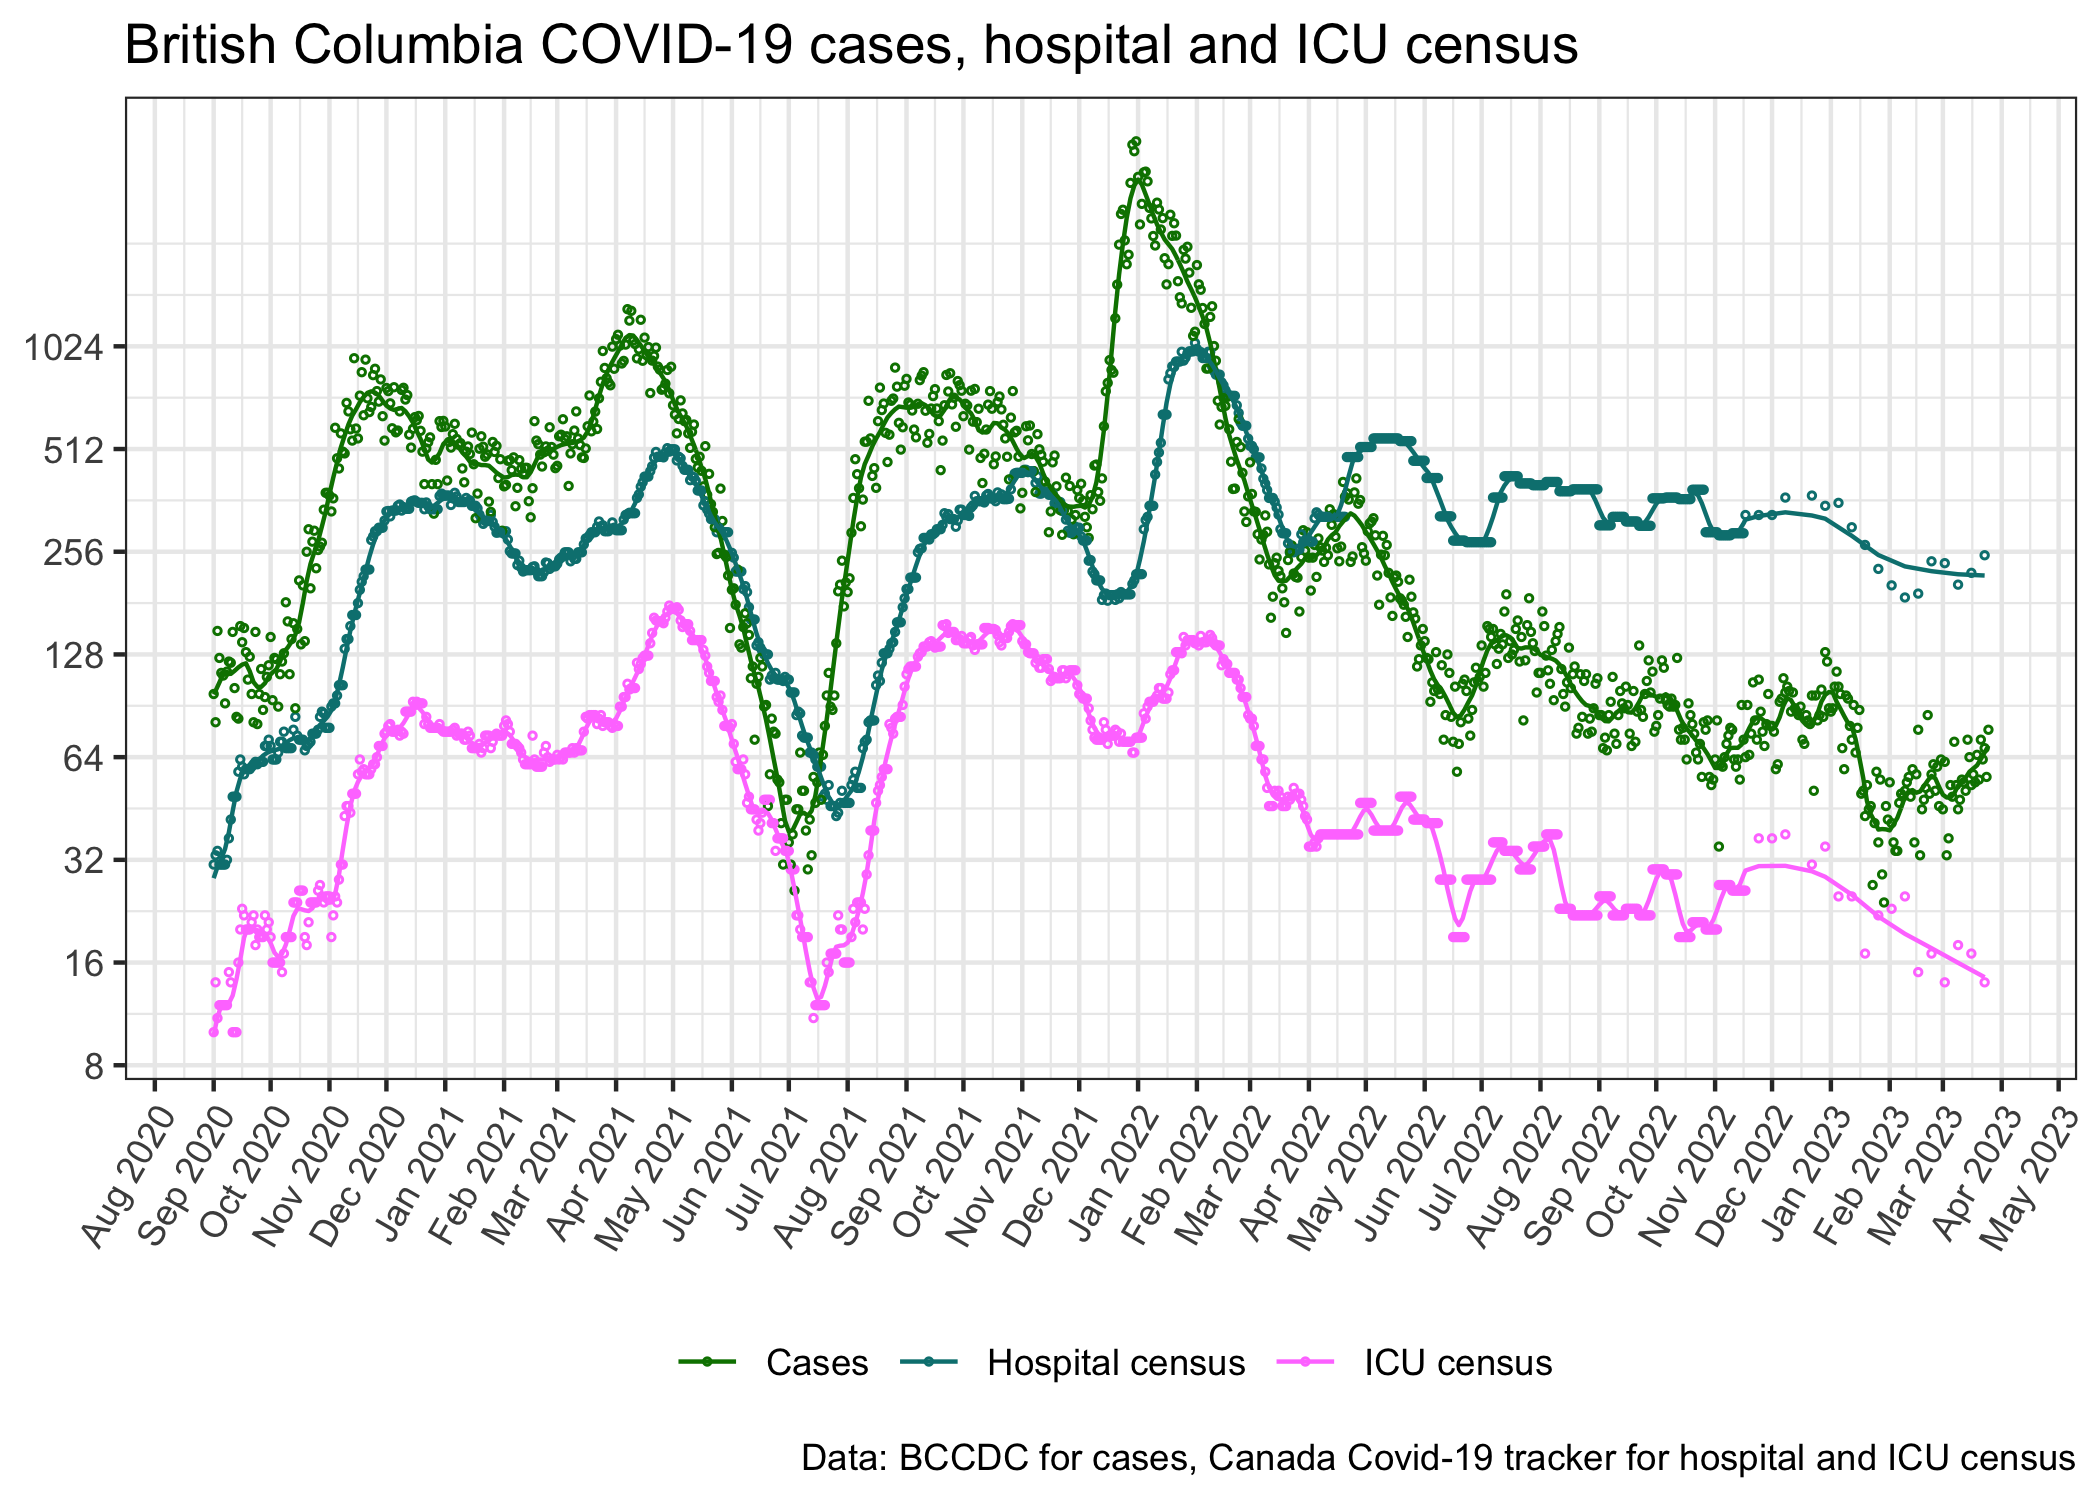 British Columbia COVID-19 cases, hospital and ICU census
1024
512
256
128
64
32
16
8
Aug 2020
Sep 2020
Oct 2020
Nov 2020
Dec 2020
Jan 2021
Feb 2021
Mar 2021
Apr 2021
May 2021
Jun 2021
Jul 2021
Aug 2021
Sep 2021
Oct 2021
Nov 2021
Dec 2021
Jan 2022
Feb 2022
Mar 2022
Apr 2022
May 2022
Jun 2022
Jul 2022
Aug 2022
Sep 2022
Oct 2022
Nov 2022
Dec 2022
Jan 2023
Feb 2023
Mar 2023
Apr 2023
May 2023
Cases Hospital census ICU census
Data: BCCDC for cases, Canada Covid-19 tracker for hospital and ICU census